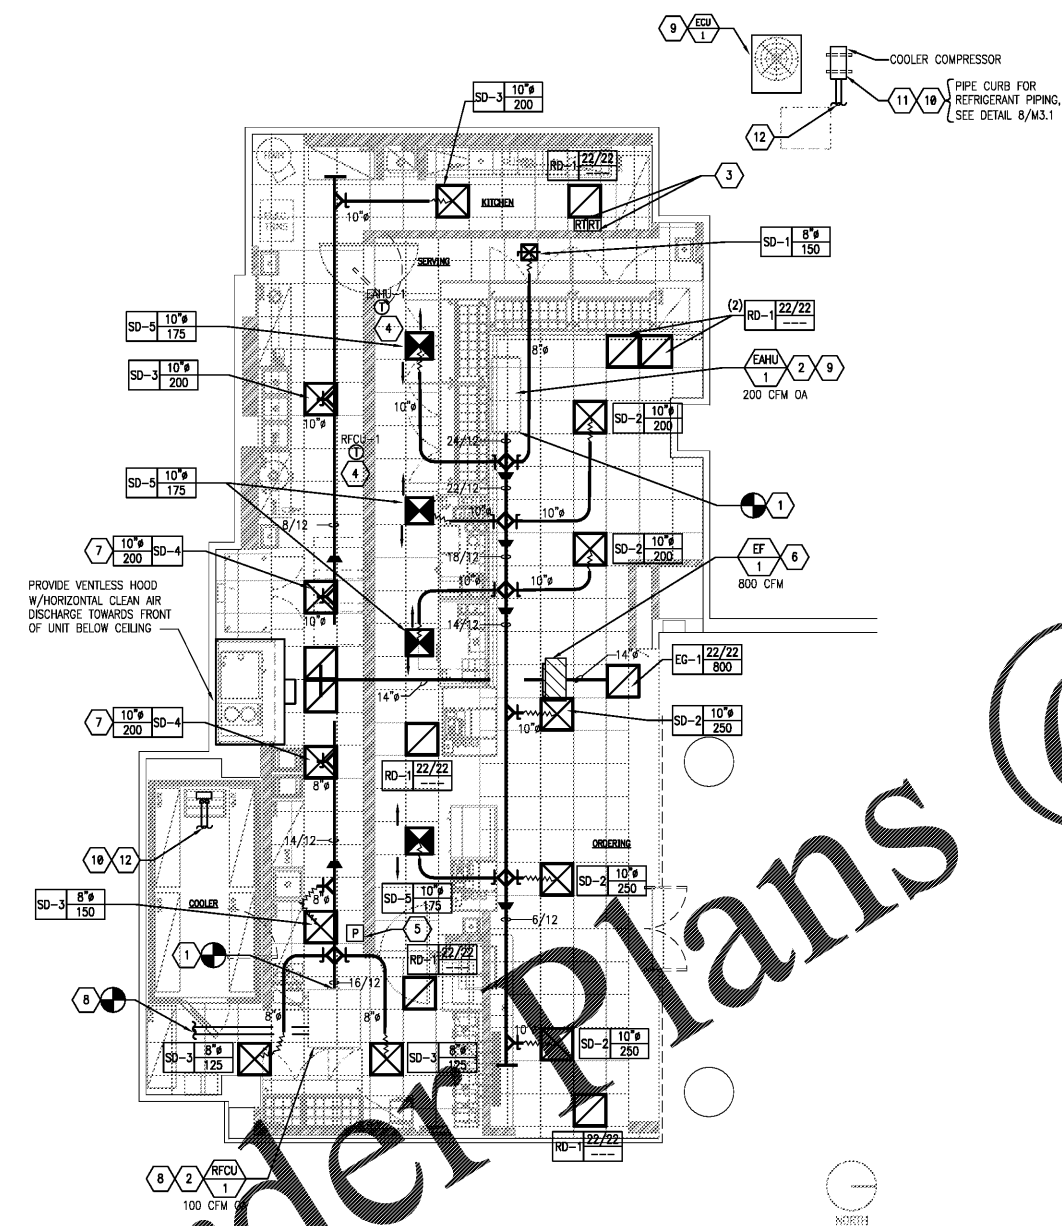 9 ECU
1
COOLER COMPRESSOR
PIPE CURB FOR
REFRIGERANT PIPING,
SEE DETAIL 8/M3.1
11 10
12
SD-3 10"ø
200
RD-1 22/22
---
3
10"ø
KITCHEN
RT RT
SD-1 8"ø
150
SERVING
EAHU-1
T
4
(2) RD-1 22/22
---
SD-5 10"ø
175
8"ø
EAHU 2 9
1
200 CFM OA
SD-3 10"ø
200
10"ø
10"ø
SD-2 10"ø
200
RFCU-1
T
4
24/12
SD-5 10"ø
175
22/12
1
10"ø
10"ø
8/12
7 10"ø SD-4
200
18/12
SD-2 10"ø
200
EF 6
1
800 CFM
PROVIDE VENTLESS HOOD
W/HORIZONTAL CLEAN AIR
DISCHARGE TOWARDS FRONT
OF UNIT BELOW CEILING
10"ø
10"ø
10"ø
14/12
14"ø
EG-1 22/22
800
14"ø
7 10"ø SD-4
200
SD-2 10"ø
250
10"ø
RD-1 22/22
---
8"ø
14/12
ORDERING
10 12
SD-2 10"ø
250
SD-3 8"ø
150
COOLER
8"ø
SD-5 10"ø
175
6/12
P
5
1
RD-1 22/22
---
16/12
8
8"ø
8"ø
10"ø
SD-3 8"ø
125
SD-3 8"ø
125
SD-2 10"ø
250
RD-1 22/22
---
8 2 RFCU
1
100 CFM
NORTH
der Plans